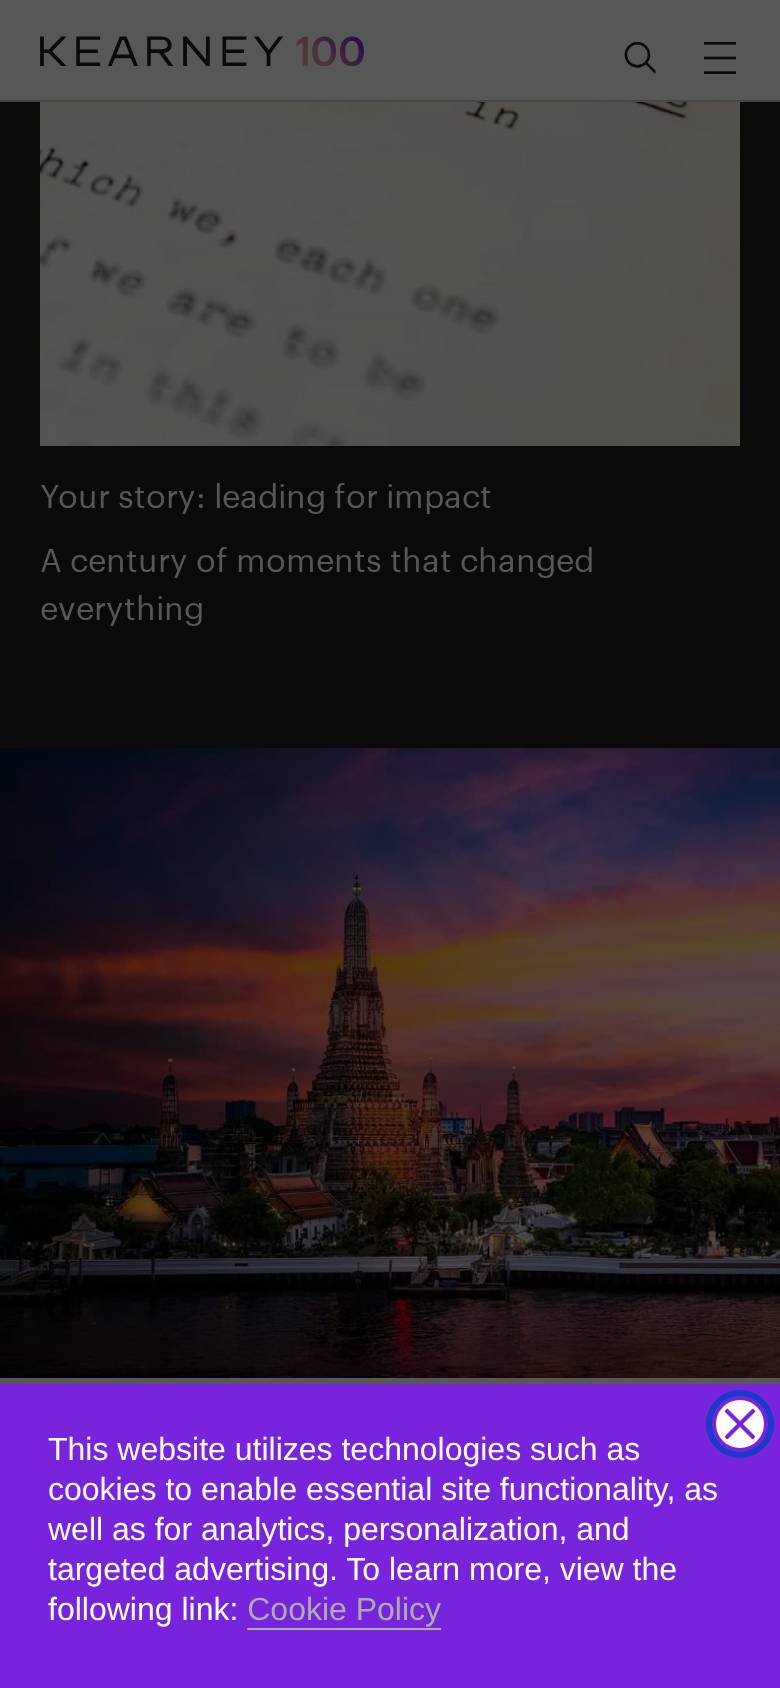 KEARNEY 100
in
which we, each one
f we are to be
in this
Your story: leading for impact
A century of moments that changed
everything
This website utilizes technologies such as
cookies to enable essential site functionality, as
well as for analytics, personalization, and
targeted advertising. To learn more, view the
following link: Cookie Policy